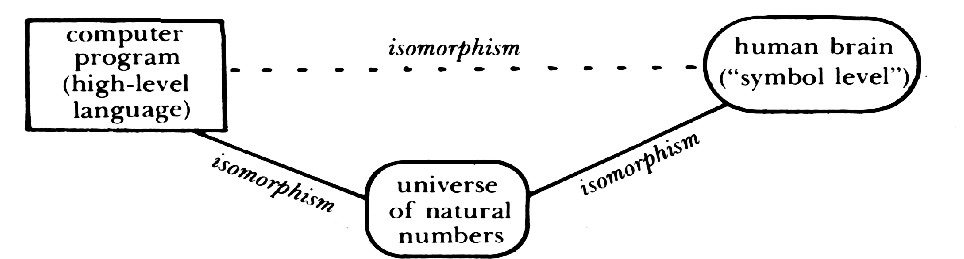 computer
program
(high-level
language)
isomorphism
human brain
(“symbol level”)
isomorphism
isomorphism
universe
of natural
numbers